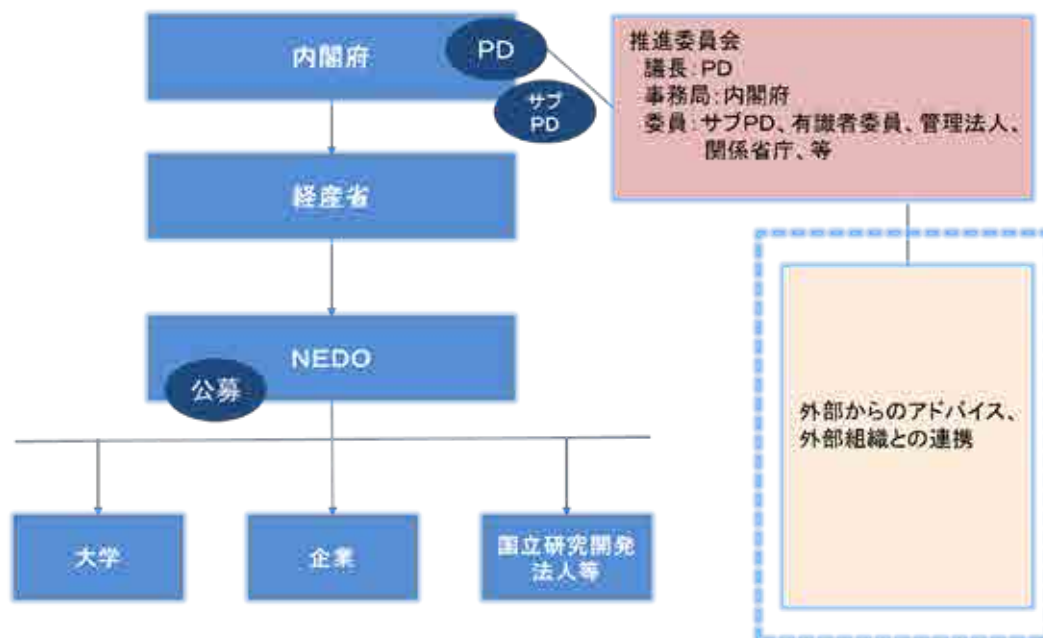 内閣府
PD
サブ
PD
推進委員会
議長:PD
事務局:内閣府
委員:サブPD、有識者委員、管理法人、
関係省庁、等
経産省
NEDO
公募
大学
企業
国立研究開発
法人等
外部からのアドバイス、
外部組織との連携